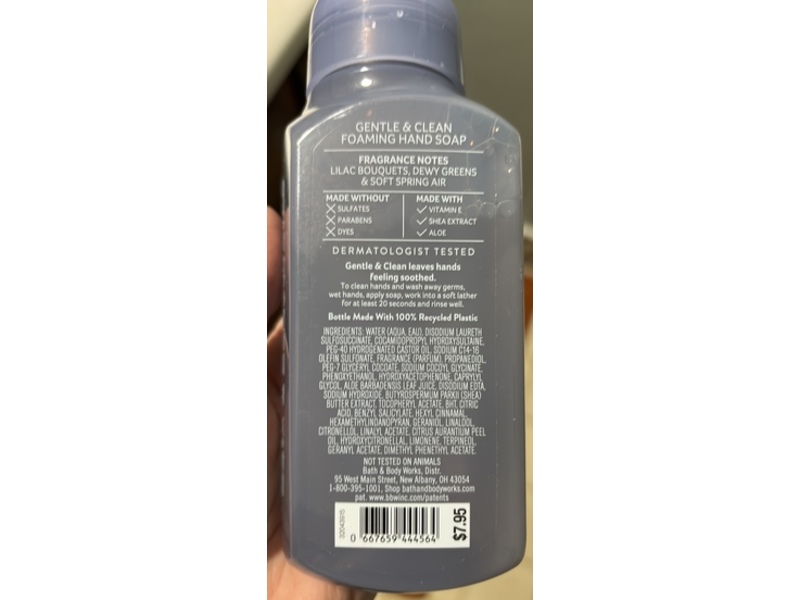 GENTLE & CLEAN
FOAMING HAND SOAP
FRAGRANCE NOTES
LILAC BOUQUETS, DEWY GREENS
& SOFT SPRING AIR
MADE WITHOUT
SULFATES
PARABENS
DYES
MADE WITH
VITAMIN E
SHEA EXTRACT
ALOE
DERMATOLOGIST TESTED
Gentle & Clean leaves hands
feeling soothed.
To clean hands and wash away germs,
wet hands, apply soap, work into a soft lather
for at least 20 seconds and rinse well.
Bottle Made With 100% Recycled Plastic
INGREDIENTS: WATER (AQUA, EAU), DISODIUM LAURETH
SULFOSUCCINATE, COCAMIDOPROPYL HYDROXYSULTAINE,
PEG-40 HYDROGENATED CASTOR OIL, SODIUM C14-16
OLEFIN SULFONATE, FRAGRANCE (PARFUM), PROPANEDIOL,
PEG-7 GLYCERYL COCOATE, SODIUM COCOYL GLYCINATE,
PHENOXYETHANOL, HYDROXYACETOPHENONE, CAPRYLYL
GLYCOL, ALOE BARBADENSIS LEAF JUICE, DISODIUM EDTA,
SODIUM HYDROXIDE, BUTYROSPERMUM PARKII (SHEA)
BUTTER EXTRACT, TOCOPHERYL ACETATE, BHT, CITRIC
ACID, BENZYL SALICYLATE, HEXYL CINNAMAL,
HEXAMETHYLINDANOPYRAN, GERANIOL, LINALOOL,
CITRONELLOL, LINALYL ACETATE, CITRUS AURANTIUM PEEL
OIL, HYDROXYCITRONELLAL, LIMONENE, TERPINEOL,
GERANYL ACETATE, DIMETHYL PHENETHYL ACETATE.
NOT TESTED ON ANIMALS
Bath & Body Works, Distr.
95 West Main Street, New Albany, OH 43054
1-800-395-1001, Shop bathandbodyworks.com
pat. www.bbwinc.com/patents
0 667659 444564
$7.95